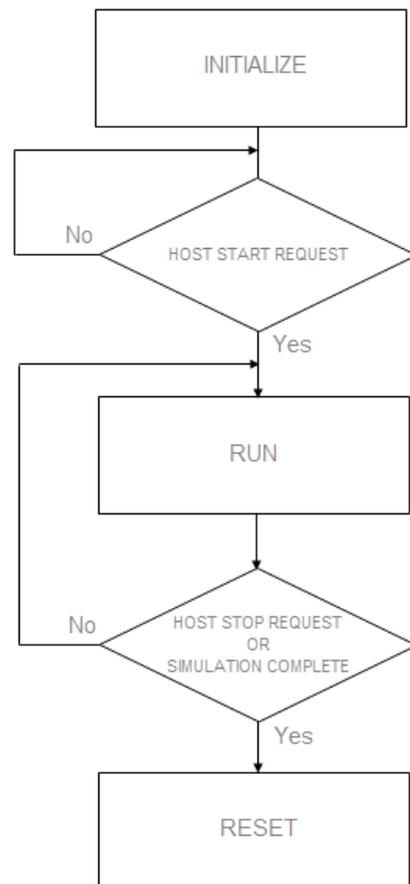 INITIALIZE
No
HOST START REQUEST
Yes
RUN
No
HOST STOP REQUEST
OR
SIMULATION COMPLETE
Yes
RESET